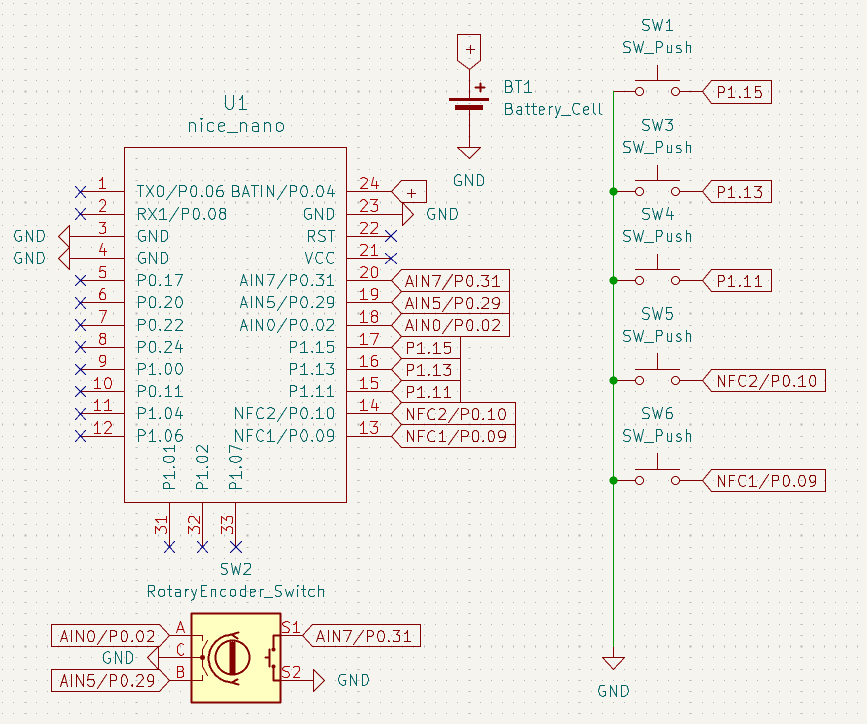 SW1
SW_Push
P1.15
+
+
BT1
Battery_Cell
GND
U1
nice_nano
SW3
SW_Push
P1.13
1 TX0/P0.06 BATIN/P0.04 24 +
2 RX1/P0.08 GND 23 GND
GND 3 GND RST 22
GND 4 GND VCC 21
5 P0.17 AIN7/P0.31 20 AIN7/P0.31
6 P0.20 AIN5/P0.29 19 AIN5/P0.29
7 P0.22 AIN0/P0.02 18 AIN0/P0.02
8 P0.24 P1.15 17 P1.15
9 P1.00 P1.13 16 P1.13
10 P0.11 P1.11 15 P1.11
11 P1.04 NFC2/P0.10 14 NFC2/P0.10
12 P1.06 NFC1/P0.09 13 NFC1/P0.09
P1.01 P1.02 P1.07
31 32 33
SW4
SW_Push
P1.11
SW5
SW_Push
NFC2/P0.10
SW6
SW_Push
NFC1/P0.09
GND
SW2
RotaryEncoder_Switch
AIN0/P0.02 A S1 AIN7/P0.31
GND C
AIN5/P0.29 B S2 GND